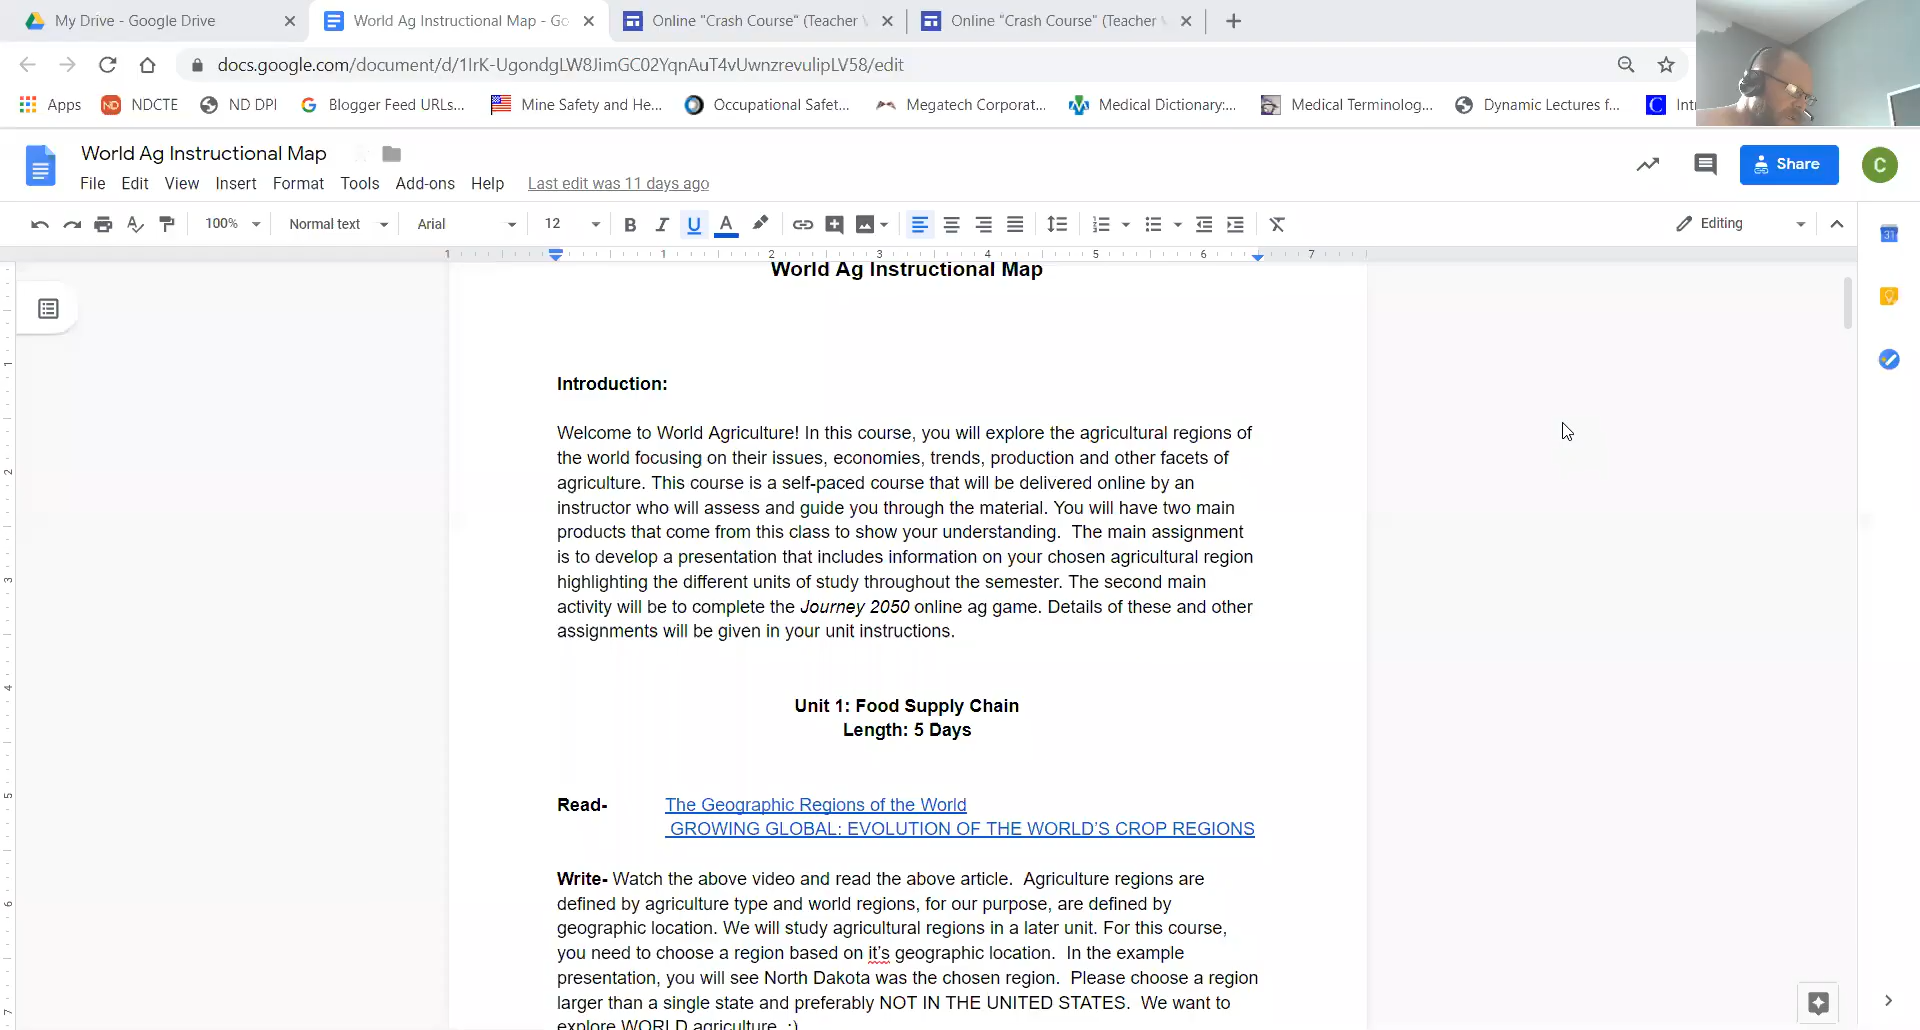 My Drive - Google Drive
World Ag Instructional Map - Go
Online "Crash Course" (Teacher
Online "Crash Course" (Teacher
docs.google.com/document/d/1IrK-UgondgLW8JimGC02YqnAuT4vUwnzrevulipLV58/edit
Apps
NDCTE
ND DPI
Blogger Feed URLs...
Mine Safety and He...
Occupational Safet...
Megatech Corporat...
Medical Dictionary:...
Medical Terminolog...
Dynamic Lectures f...
World Ag Instructional Map
File Edit View Insert Format Tools Add-ons Help Last edit was 11 days ago
Share
C
100% Normal text Arial 12 B I U A Editing
1 1 2 3 4 5 6 7
World Ag Instructional Map
Introduction:
Welcome to World Agriculture! In this course, you will explore the agricultural regions of
the world focusing on their issues, economies, trends, production and other facets of
agriculture. This course is a self-paced course that will be delivered online by an
instructor who will assess and guide you through the material. You will have two main
products that come from this class to show your understanding.  The main assignment
is to develop a presentation that includes information on your chosen agricultural region
highlighting the different units of study throughout the semester. The second main
activity will be to complete the Journey 2050 online ag game. Details of these and other
assignments will be given in your unit instructions.
Unit 1: Food Supply Chain
Length: 5 Days
Read- The Geographic Regions of the World
GROWING GLOBAL: EVOLUTION OF THE WORLD'S CROP REGIONS
Write- Watch the above video and read the above article.  Agriculture regions are
defined by agriculture type and world regions, for our purpose, are defined by
geographic location. We will study agricultural regions in a later unit. For this course,
you need to choose a region based on it's geographic location.  In the example
presentation, you will see North Dakota was the chosen region.  Please choose a region
larger than a single state and preferably NOT IN THE UNITED STATES.  We want to
explore WORLD agriculture. :)